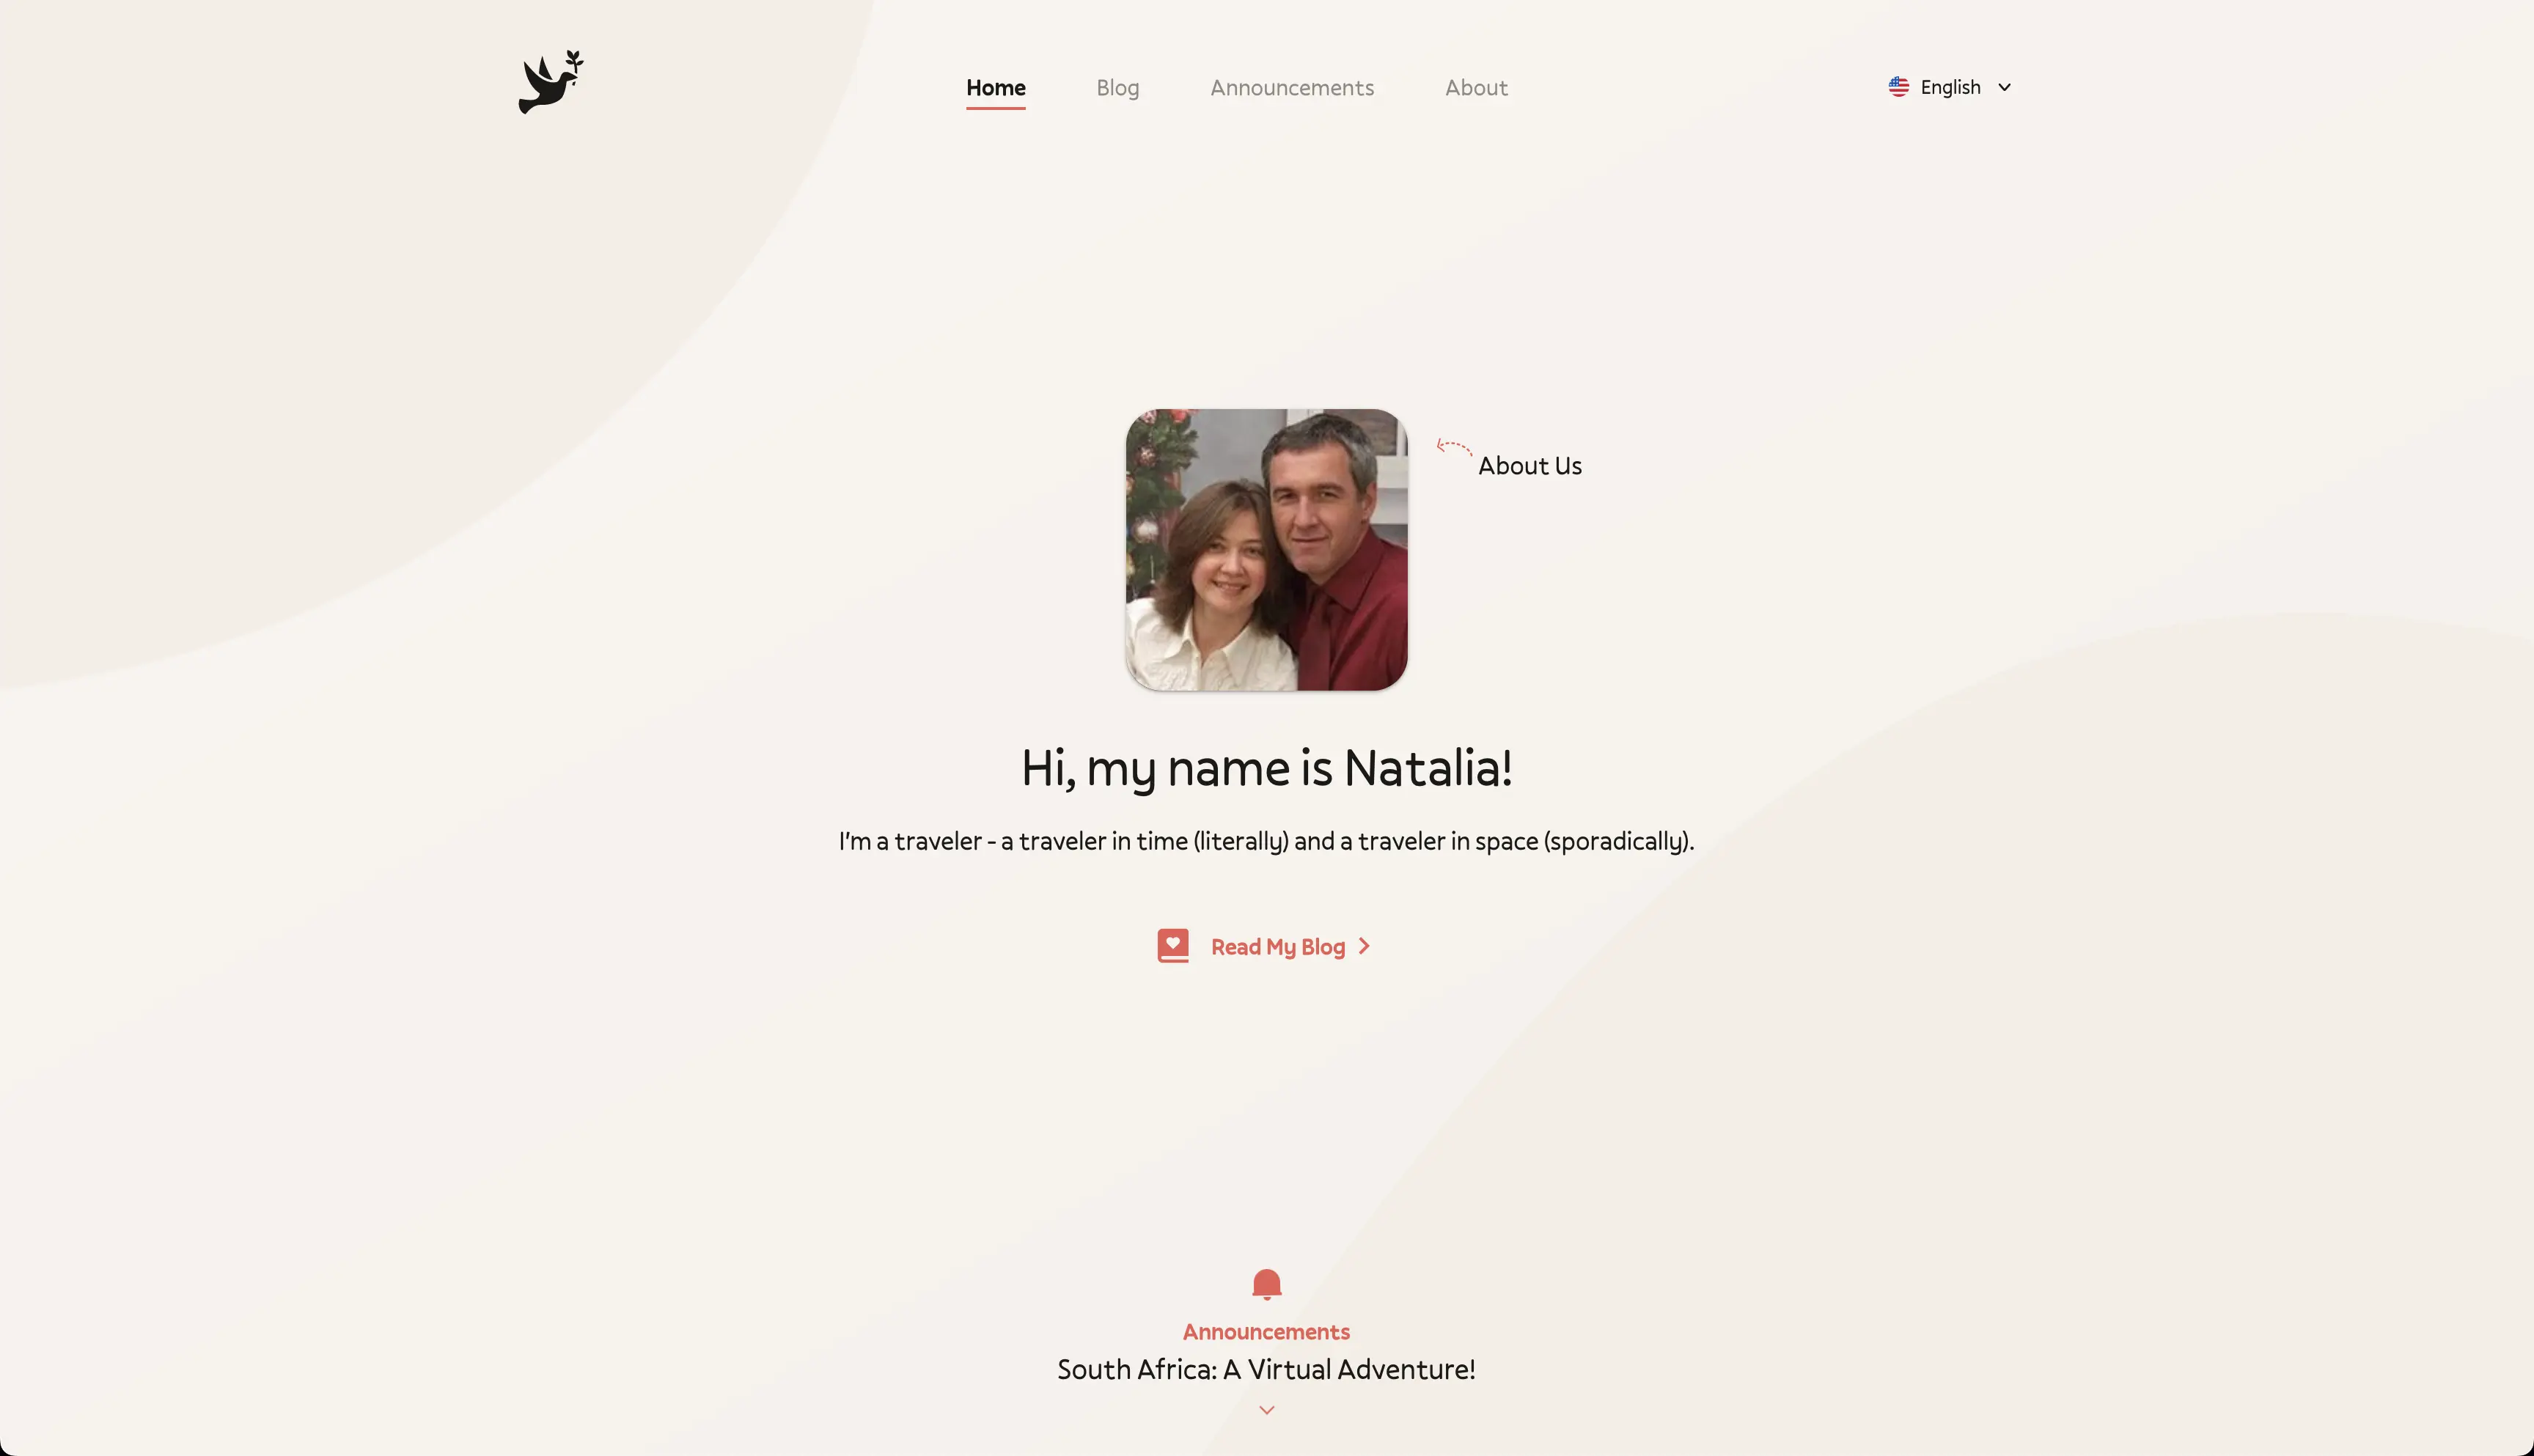 Home
Blog
Announcements
About
English
About Us
Hi, my name is Natalia!
I'm a traveler - a traveler in time (literally) and a traveler in space (sporadically).
Read My Blog
Announcements
South Africa: A Virtual Adventure!